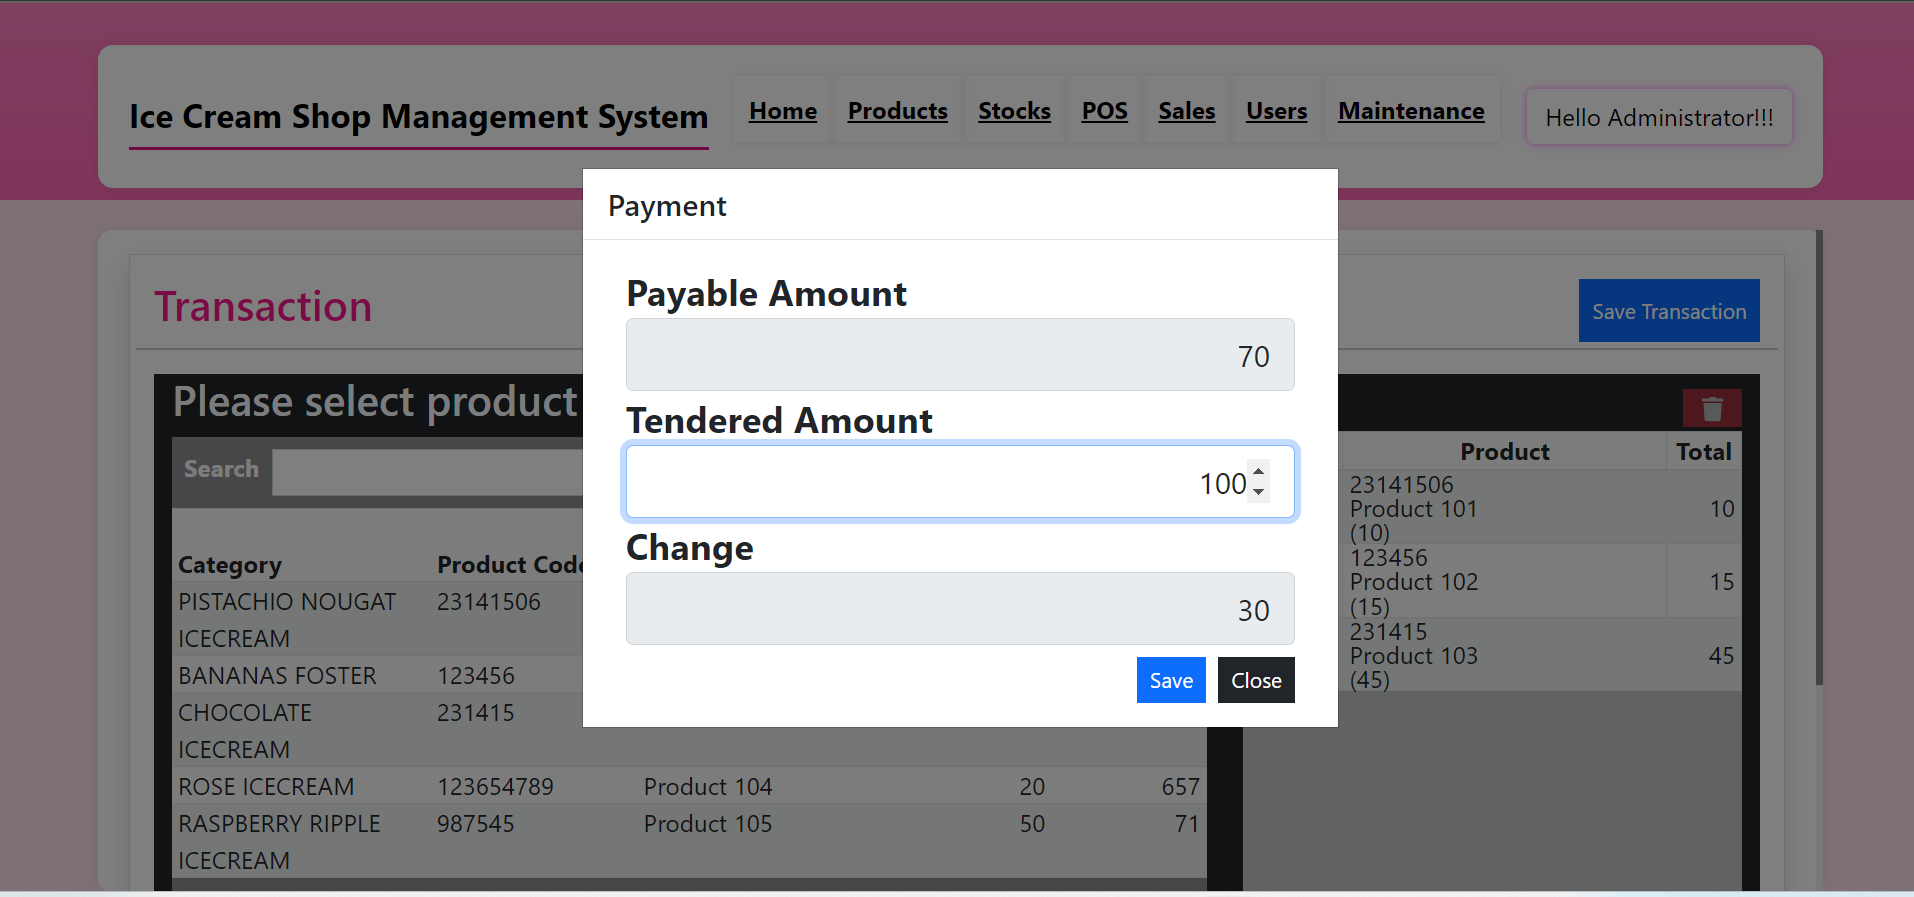 Ice Cream Shop Management System
Home
Products
Stocks
POS
Sales
Users
Maintenance
Hello Administrator!!!
Payment
Payable Amount
70
Tendered Amount
100
Change
30
Save
Close
Transaction
Save Transaction
Please select product
Search
Category
Product Code
PISTACHIO NOUGAT
ICECREAM
23141506
BANANAS FOSTER
123456
CHOCOLATE
ICECREAM
231415
ROSE ICECREAM
123654789
Product 104
20
657
RASPBERRY RIPPLE
ICECREAM
987545
Product 105
50
71
Product
Total
23141506
Product 101
(10)
10
123456
Product 102
(15)
15
231415
Product 103
(45)
45